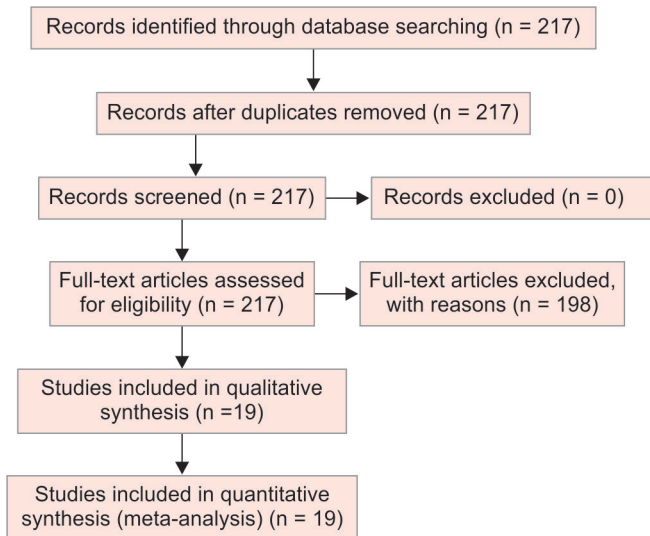 Records identified through database searching (n = 217)
Records after duplicates removed (n = 217)
Records screened (n = 217)
Records excluded (n = 0)
Full-text articles assessed
for eligibility (n = 217)
Full-text articles excluded,
with reasons (n = 198)
Studies included in qualitative
synthesis (n =19)
Studies included in quantitative
synthesis (meta-analysis) (n = 19)